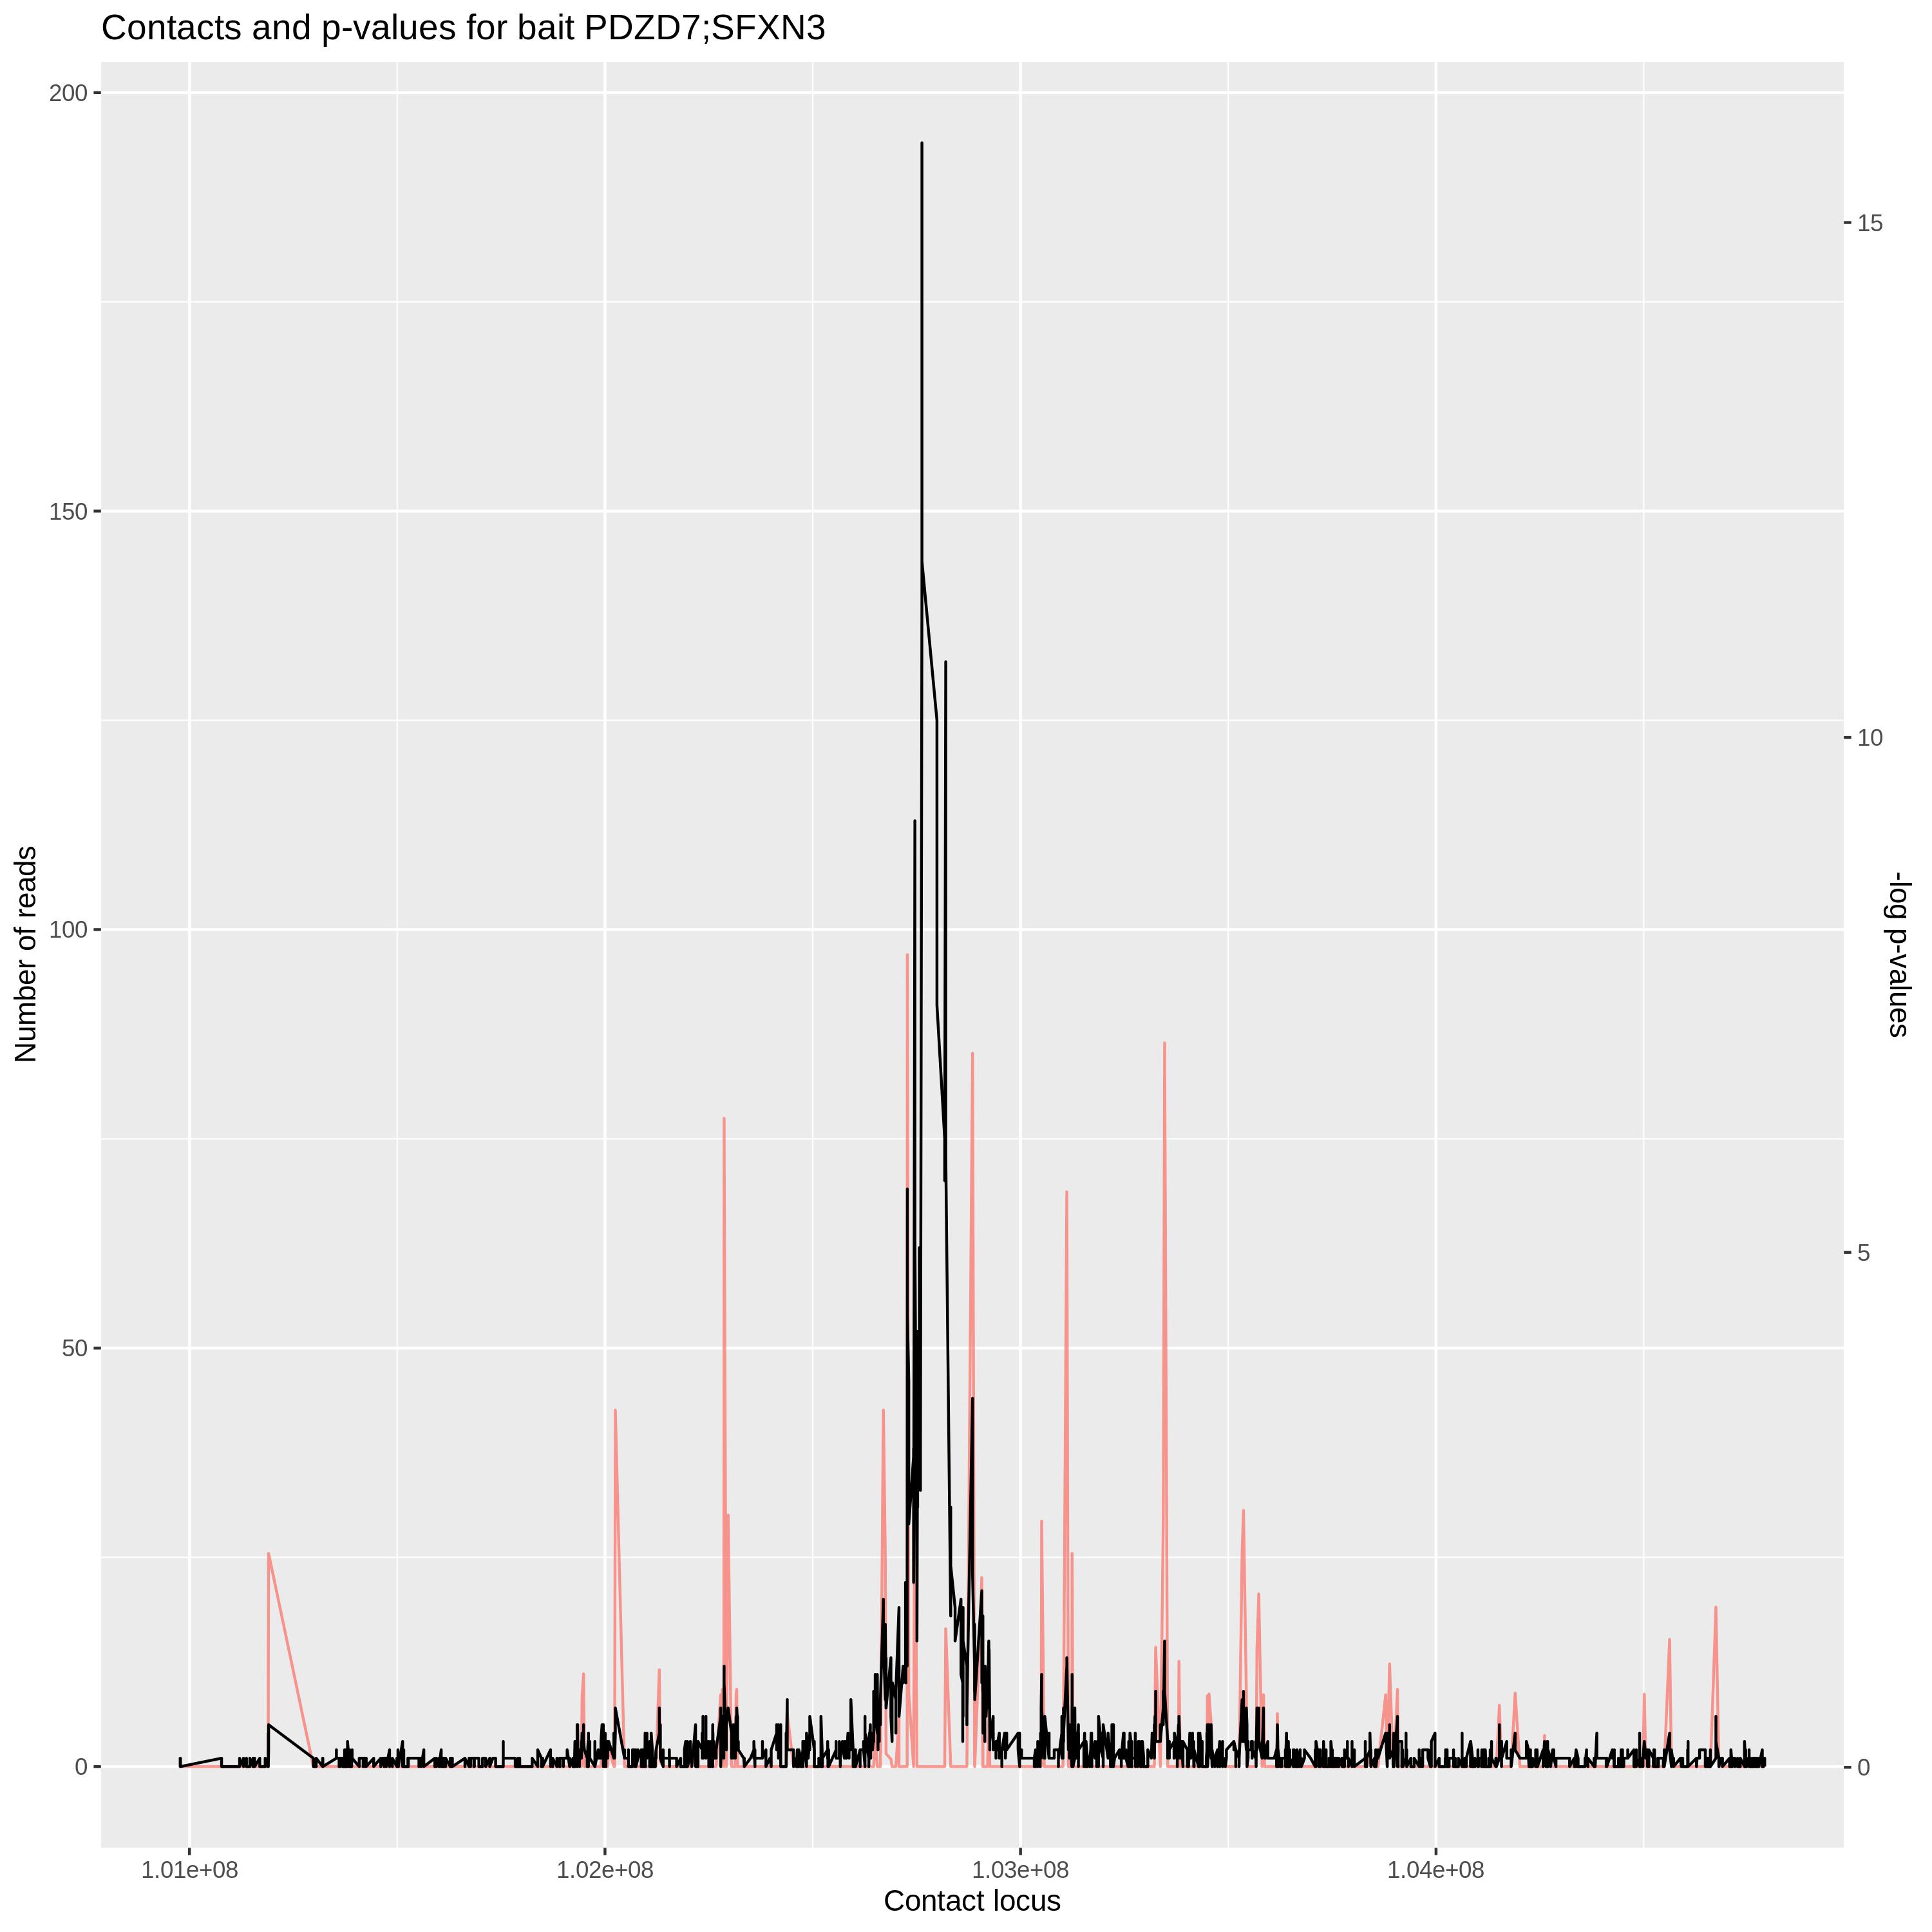 Contacts and p-values for bait PDZD7;SFXN3
200
150
100
50
0
Number of reads
15
10
5
0
-log p-values
1.01e+08
1.02e+08
1.03e+08
1.04e+08
Contact locus